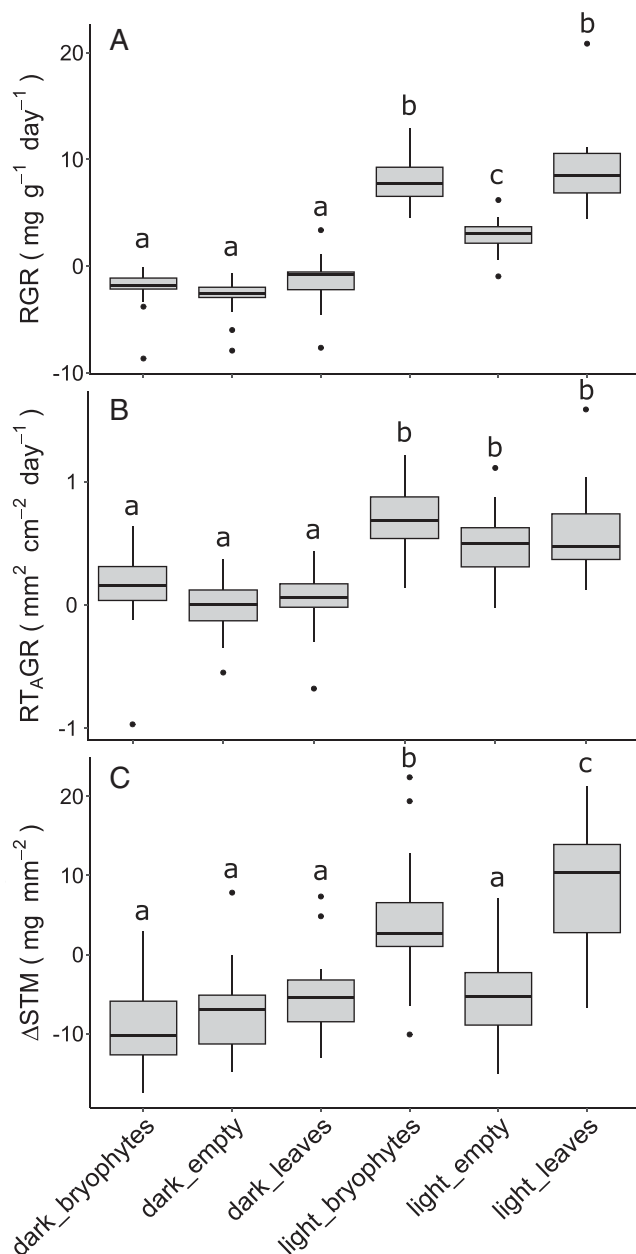 A
RGR ( mg g⁻¹ day⁻¹ )
20
10
0
-10
a
a
a
b
c
b
B
RT_AGR ( mm² cm⁻² day⁻¹ )
1
0
-1
a
a
a
b
b
b
C
ΔSTM ( mg mm⁻² )
20
10
0
-10
a
a
a
b
a
c
dark_bryophytes
dark_empty
dark_leaves
light_bryophytes
light_empty
light_leaves